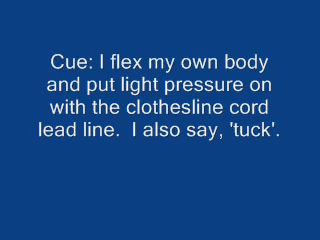 Cue: I flex my own body
and put light pressure on
with the clothesline cord
lead line.  I also say, 'tuck'.